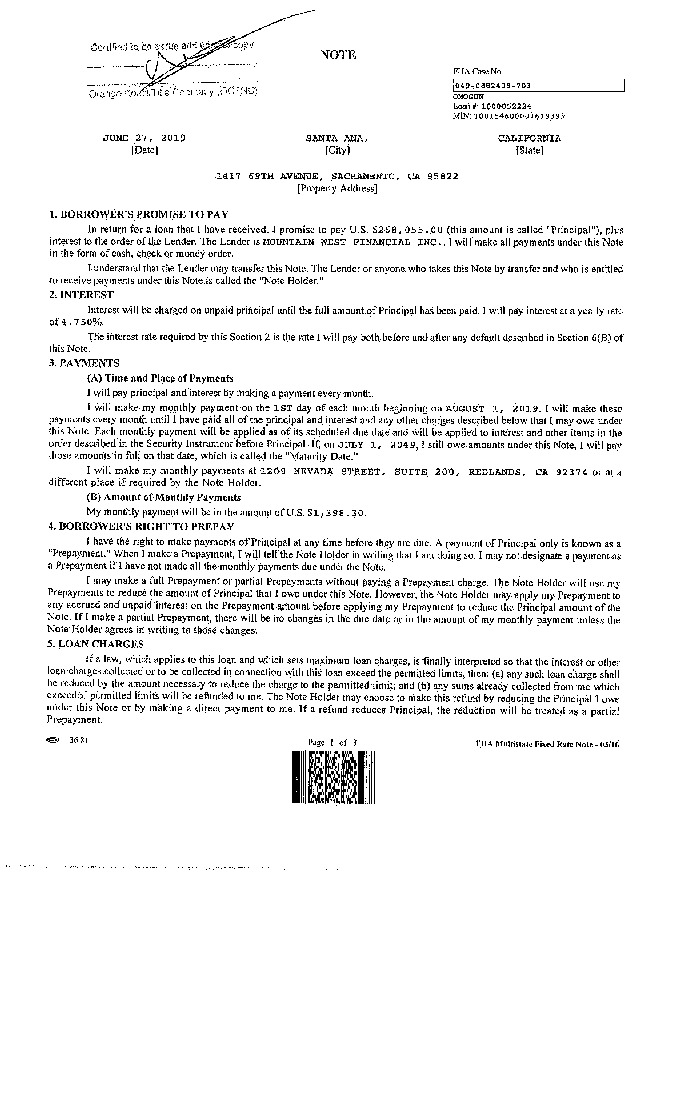 Certified to be a true and correct copy
NOTE
FHA Case No.
049-0882408-703
OMOGUN
Loan #: 1000052224
MIN:
JUNE 27, 2019 SANTA ANA, CALIFORNIA
[Date] [City] [State]
1617 69TH AVENUE, SACRAMENTO, CA 95822
[Property Address]
1. BORROWER'S PROMISE TO PAY
In return for a loan that I have received, I promise to pay U.S. (this amount is called "Principal"), plus
interest to the order of the Lender. The Lender is MOUNTAIN WEST FINANCIAL INC.. I will make all payments under this Note
in the form of cash, check or money order.
I understand that the Lender may transfer this Note. The Lender or anyone who takes this Note by transfer and who is entitled
to receive payments under this Note is called the "Note Holder."
2. INTEREST
Interest will be charged on unpaid principal until the full amount of Principal has been paid. I will pay interest at a yearly rate
of 4.750%.
The interest rate required by this Section 2 is the rate I will pay both before and after any default described in Section 6(B) of
this Note.
3. PAYMENTS
(A) Time and Place of Payments
I will pay principal and interest by making a payment every month.
I will make my monthly payment on the 1ST day of each month beginning on AUGUST 1, 2019. I will make these
payments every month until I have paid all of the principal and interest and any other charges described below that I may owe under
this Note. Each monthly payment will be applied as of its scheduled due date and will be applied to interest and other items in the
order described in the Security Instrument before Principal. If, on JULY 1, 2049, I still owe amounts under this Note, I will pay
those amounts in full on that date, which is called the "Maturity Date."
I will make my monthly payments at 1209 NEVADA STREET, SUITE 200, REDLANDS, CA 92374 or at a
different place if required by the Note Holder.
(B) Amount of Monthly Payments
My monthly payment will be in the amount of U.S. $1,398.30.
4. BORROWER'S RIGHT TO PREPAY
I have the right to make payments of Principal at any time before they are due. A payment of Principal only is known as a
"Prepayment." When I make a Prepayment, I will tell the Note Holder in writing that I am doing so. I may not designate a payment as
a Prepayment if I have not made all the monthly payments due under the Note.
I may make a full Prepayment or partial Prepayments without paying a Prepayment charge. The Note Holder will use my
Prepayments to reduce the amount of Principal that I owe under this Note. However, the Note Holder may apply my Prepayment to
any accrued and unpaid interest on the Prepayment amount before applying my Prepayment to reduce the Principal amount of the
Note. If I make a partial Prepayment, there will be no changes in the due date or in the amount of my monthly payment unless the
Note Holder agrees in writing to those changes.
5. LOAN CHARGES
If a law, which applies to this loan and which sets maximum loan charges, is finally interpreted so that the interest or other
loan charges collected or to be collected in connection with this loan exceed the permitted limits, then: (a) any such loan charge shall
be reduced by the amount necessary to reduce the charge to the permitted limit; and (b) any sums already collected from me which
exceeded permitted limits will be refunded to me. The Note Holder may choose to make this refund by reducing the Principal I owe
under this Note or by making a direct payment to me. If a refund reduces Principal, the reduction will be treated as a partial
Prepayment.
Page 1 of 3 FHA Multistate Fixed Rate Note -